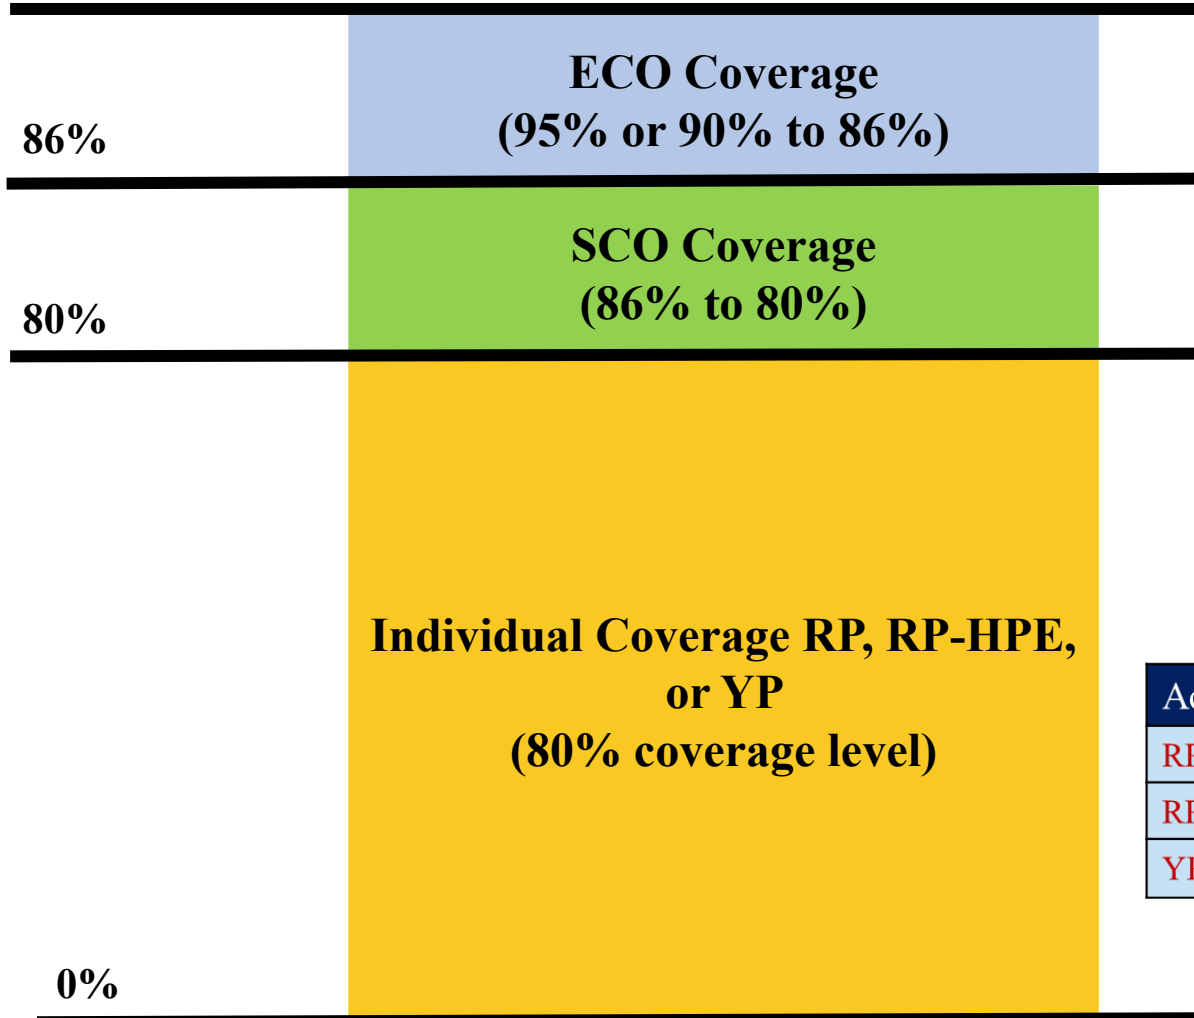 ECO Coverage
(95% or 90% to 86%)
86%
SCO Coverage
(86% to 80%)
80%
Individual Coverage RP, RP-HPE,
or YP
(80% coverage level)
0%